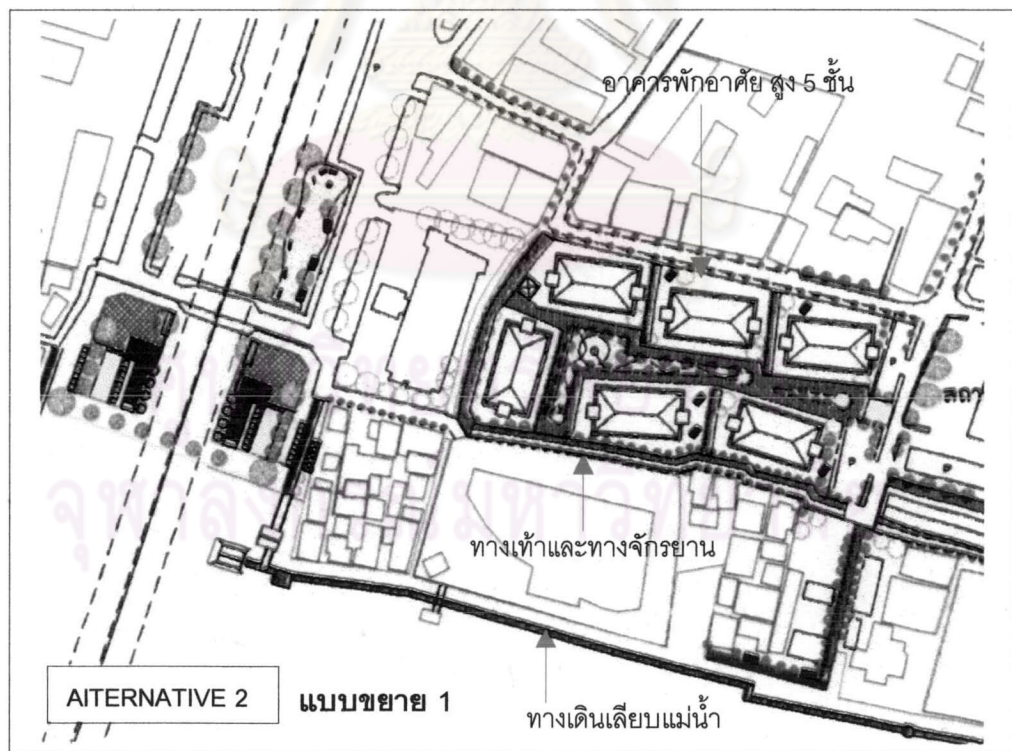 อาคารพักอาศัย สูง 5 ชั้น
P
สถา
P
P
ทางเท้าและทางจักรยาน
AITERNATIVE 2
แบบขยาย 1
ทางเดินเลียบแม่น้ำ